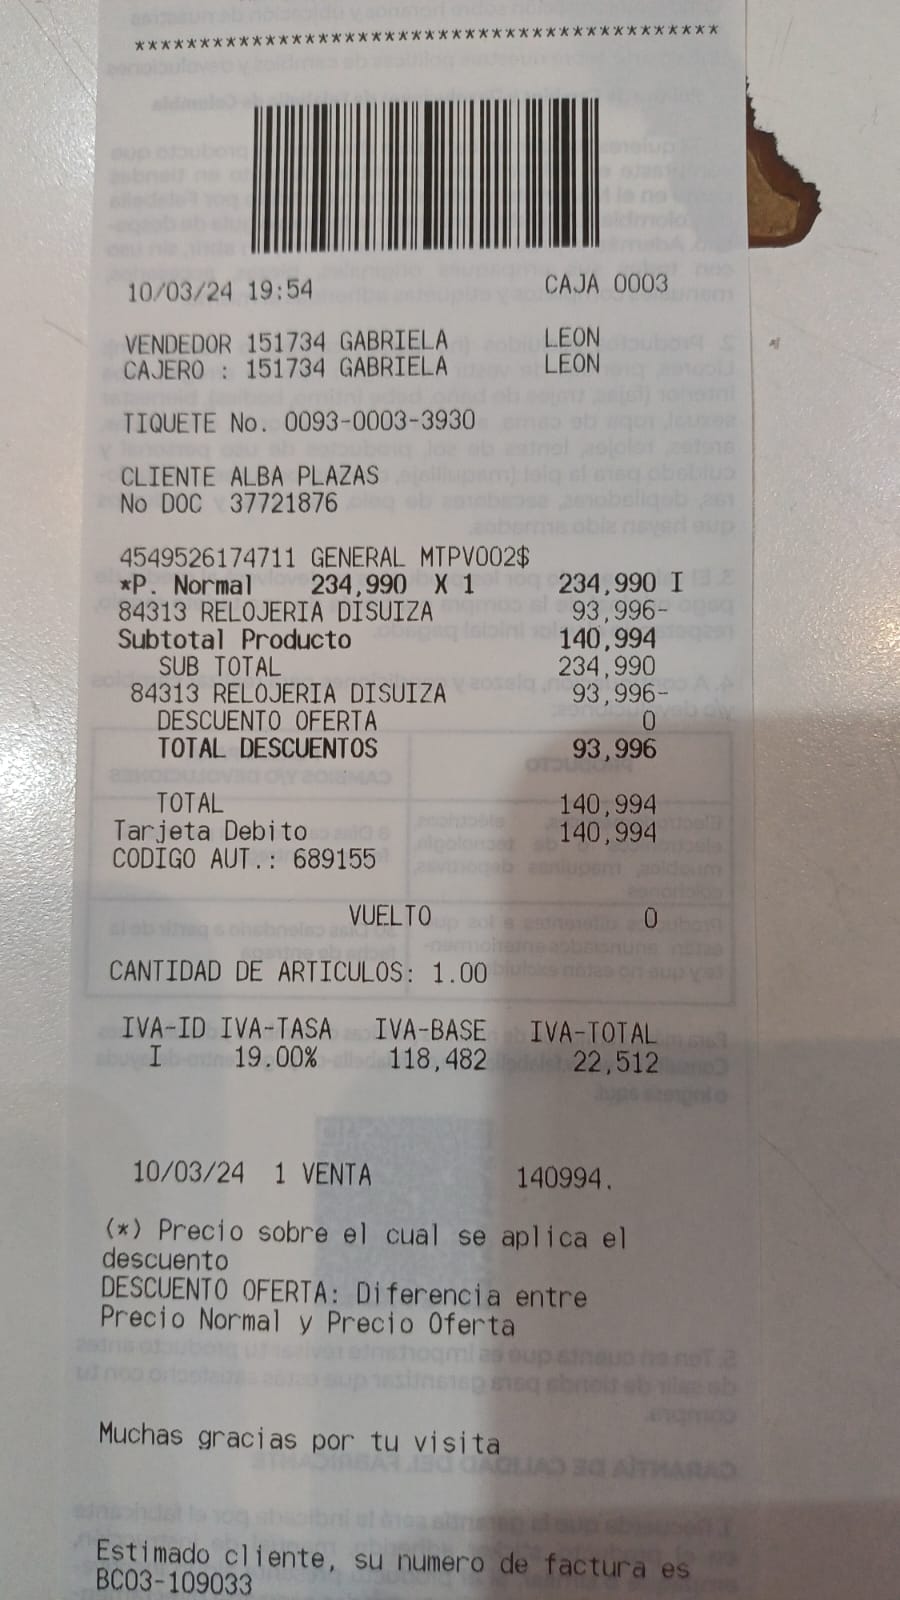 ******************************************
10/03/24 19:54 CAJA 0003
VENDEDOR 151734 GABRIELA LEON
CAJERO : 151734 GABRIELA LEON
TIQUETE No. 0093-0003-3930
CLIENTE ALBA PLAZAS
No DOC 37721876
4549526174711 GENERAL MTPV002$
*P. Normal 234,990 X 1 234,990 I
84313 RELOJERIA DISUIZA 93,996-
Subtotal Producto 140,994
SUB TOTAL 234,990
84313 RELOJERIA DISUIZA 93,996-
DESCUENTO OFERTA 0
TOTAL DESCUENTOS 93,996
TOTAL 140,994
Tarjeta Debito 140,994
CODIGO AUT.: 689155
VUELTO 0
CANTIDAD DE ARTICULOS: 1.00
IVA-ID IVA-TASA IVA-BASE IVA-TOTAL
I 19.00% 118,482 22,512
10/03/24 1 VENTA 140994.
(*) Precio sobre el cual se aplica el
descuento
DESCUENTO OFERTA: Diferencia entre
Precio Normal y Precio Oferta
Muchas gracias por tu visita
Estimado cliente, su numero de factura es
BC03-109033